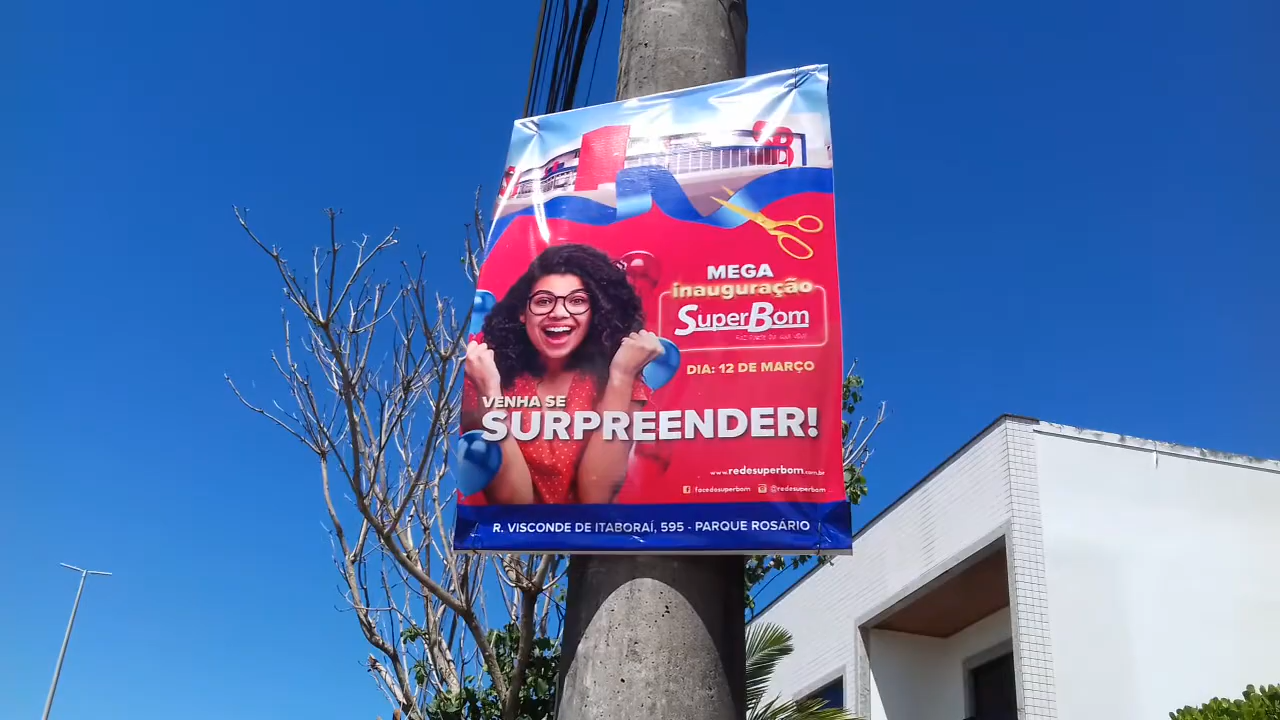 MEGA
inauguração
SuperBom
DIA: 12 DE MARÇO
VENHA SE
SURPREENDER!
www.redesuperbom.com.br
facedosuperbom @redesuperbom
R. VISCONDE DE ITABORAÍ, 595 - PARQUE ROSÁRIO